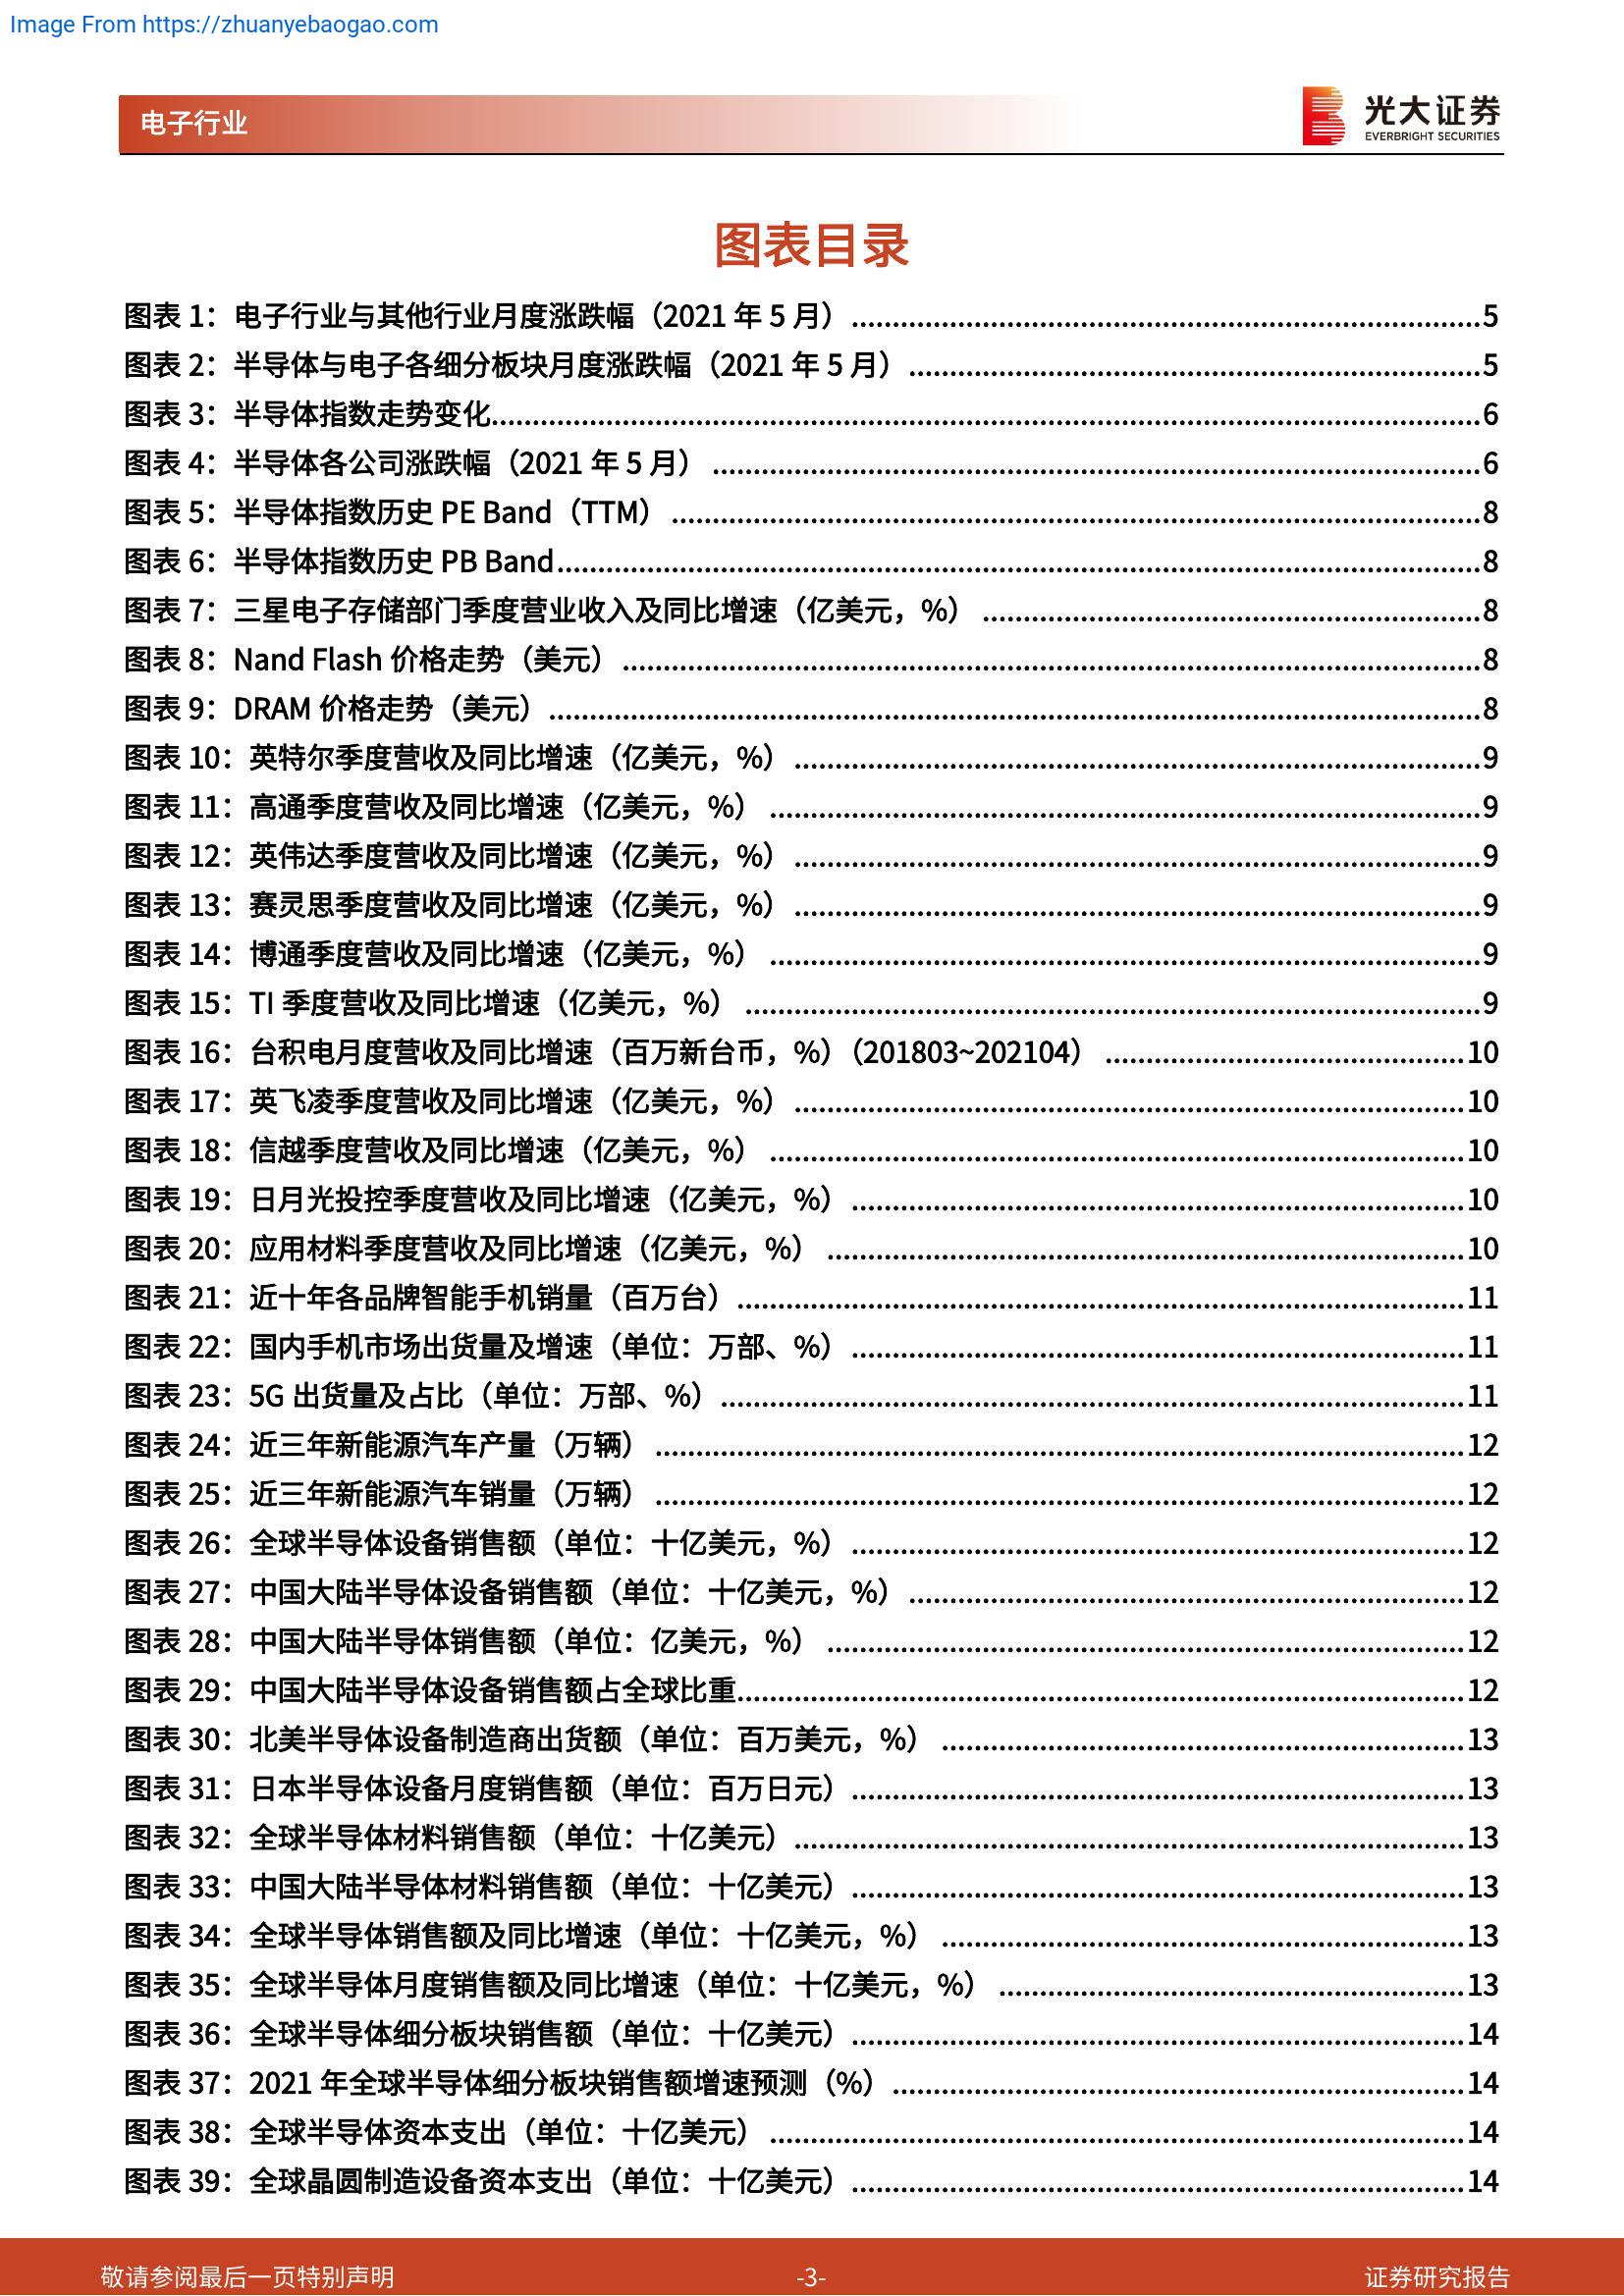 Image From https://zhuanyebaogao.com
电子行业
光大证券
EVERBRIGHT SECURITIES
图表目录
图表 1：电子行业与其他行业月度涨跌幅（2021 年 5 月）........5
图表 2：半导体与电子各细分板块月度涨跌幅（2021 年 5 月）........5
图表 3：半导体指数走势变化........6
图表 4：半导体各公司涨跌幅（2021 年 5 月）........6
图表 5：半导体指数历史 PE Band（TTM）........8
图表 6：半导体指数历史 PB Band........8
图表 7：三星电子存储部门季度营业收入及同比增速（亿美元，%）........8
图表 8：Nand Flash 价格走势（美元）........8
图表 9：DRAM 价格走势（美元）........8
图表 10：英特尔季度营收及同比增速（亿美元，%）........9
图表 11：高通季度营收及同比增速（亿美元，%）........9
图表 12：英伟达季度营收及同比增速（亿美元，%）........9
图表 13：赛灵思季度营收及同比增速（亿美元，%）........9
图表 14：博通季度营收及同比增速（亿美元，%）........9
图表 15：TI 季度营收及同比增速（亿美元，%）........9
图表 16：台积电月度营收及同比增速（百万新台币，%）（201803~202104）........10
图表 17：英飞凌季度营收及同比增速（亿美元，%）........10
图表 18：信越季度营收及同比增速（亿美元，%）........10
图表 19：日月光投控季度营收及同比增速（亿美元，%）........10
图表 20：应用材料季度营收及同比增速（亿美元，%）........10
图表 21：近十年各品牌智能手机销量（百万台）........11
图表 22：国内手机市场出货量及增速（单位：万部、%）........11
图表 23：5G 出货量及占比（单位：万部、%）........11
图表 24：近三年新能源汽车产量（万辆）........12
图表 25：近三年新能源汽车销量（万辆）........12
图表 26：全球半导体设备销售额（单位：十亿美元，%）........12
图表 27：中国大陆半导体设备销售额（单位：十亿美元，%）........12
图表 28：中国大陆半导体销售额（单位：亿美元，%）........12
图表 29：中国大陆半导体设备销售额占全球比重........12
图表 30：北美半导体设备制造商出货额（单位：百万美元，%）........13
图表 31：日本半导体设备月度销售额（单位：百万日元）........13
图表 32：全球半导体材料销售额（单位：十亿美元）........13
图表 33：中国大陆半导体材料销售额（单位：十亿美元）........13
图表 34：全球半导体销售额及同比增速（单位：十亿美元，%）........13
图表 35：全球半导体月度销售额及同比增速（单位：十亿美元，%）........13
图表 36：全球半导体细分板块销售额（单位：十亿美元）........14
图表 37：2021 年全球半导体细分板块销售额增速预测（%）........14
图表 38：全球半导体资本支出（单位：十亿美元）........14
图表 39：全球晶圆制造设备资本支出（单位：十亿美元）........14
敬请参阅最后一页特别声明
-3-
证券研究报告